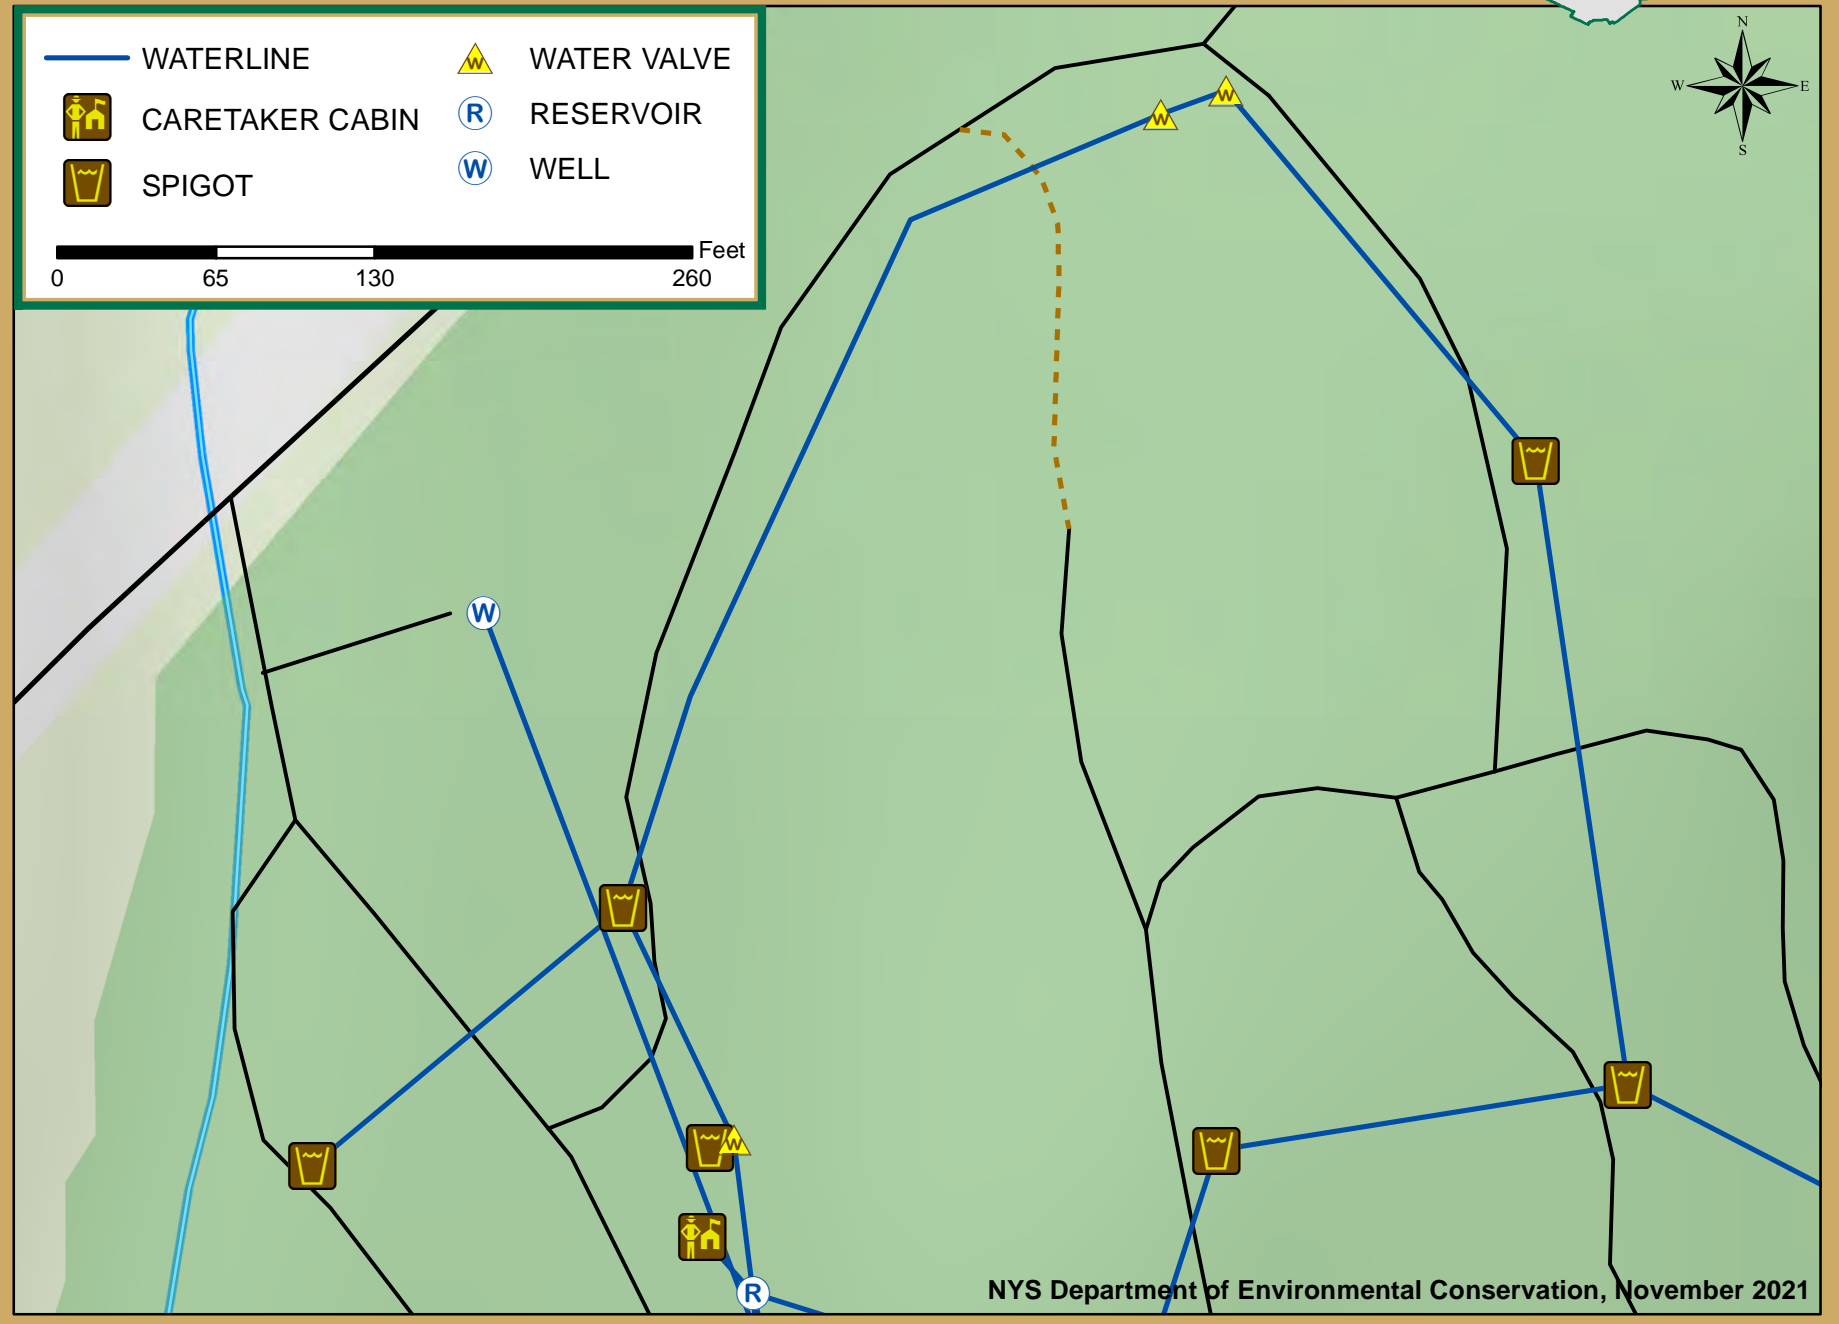 WATERLINE
CARETAKER CABIN
SPIGOT
W WATER VALVE
R RESERVOIR
W WELL
0 65 130 260 Feet
N
W E
S
W
W
W
W
R
NYS Department of Environmental Conservation, November 2021